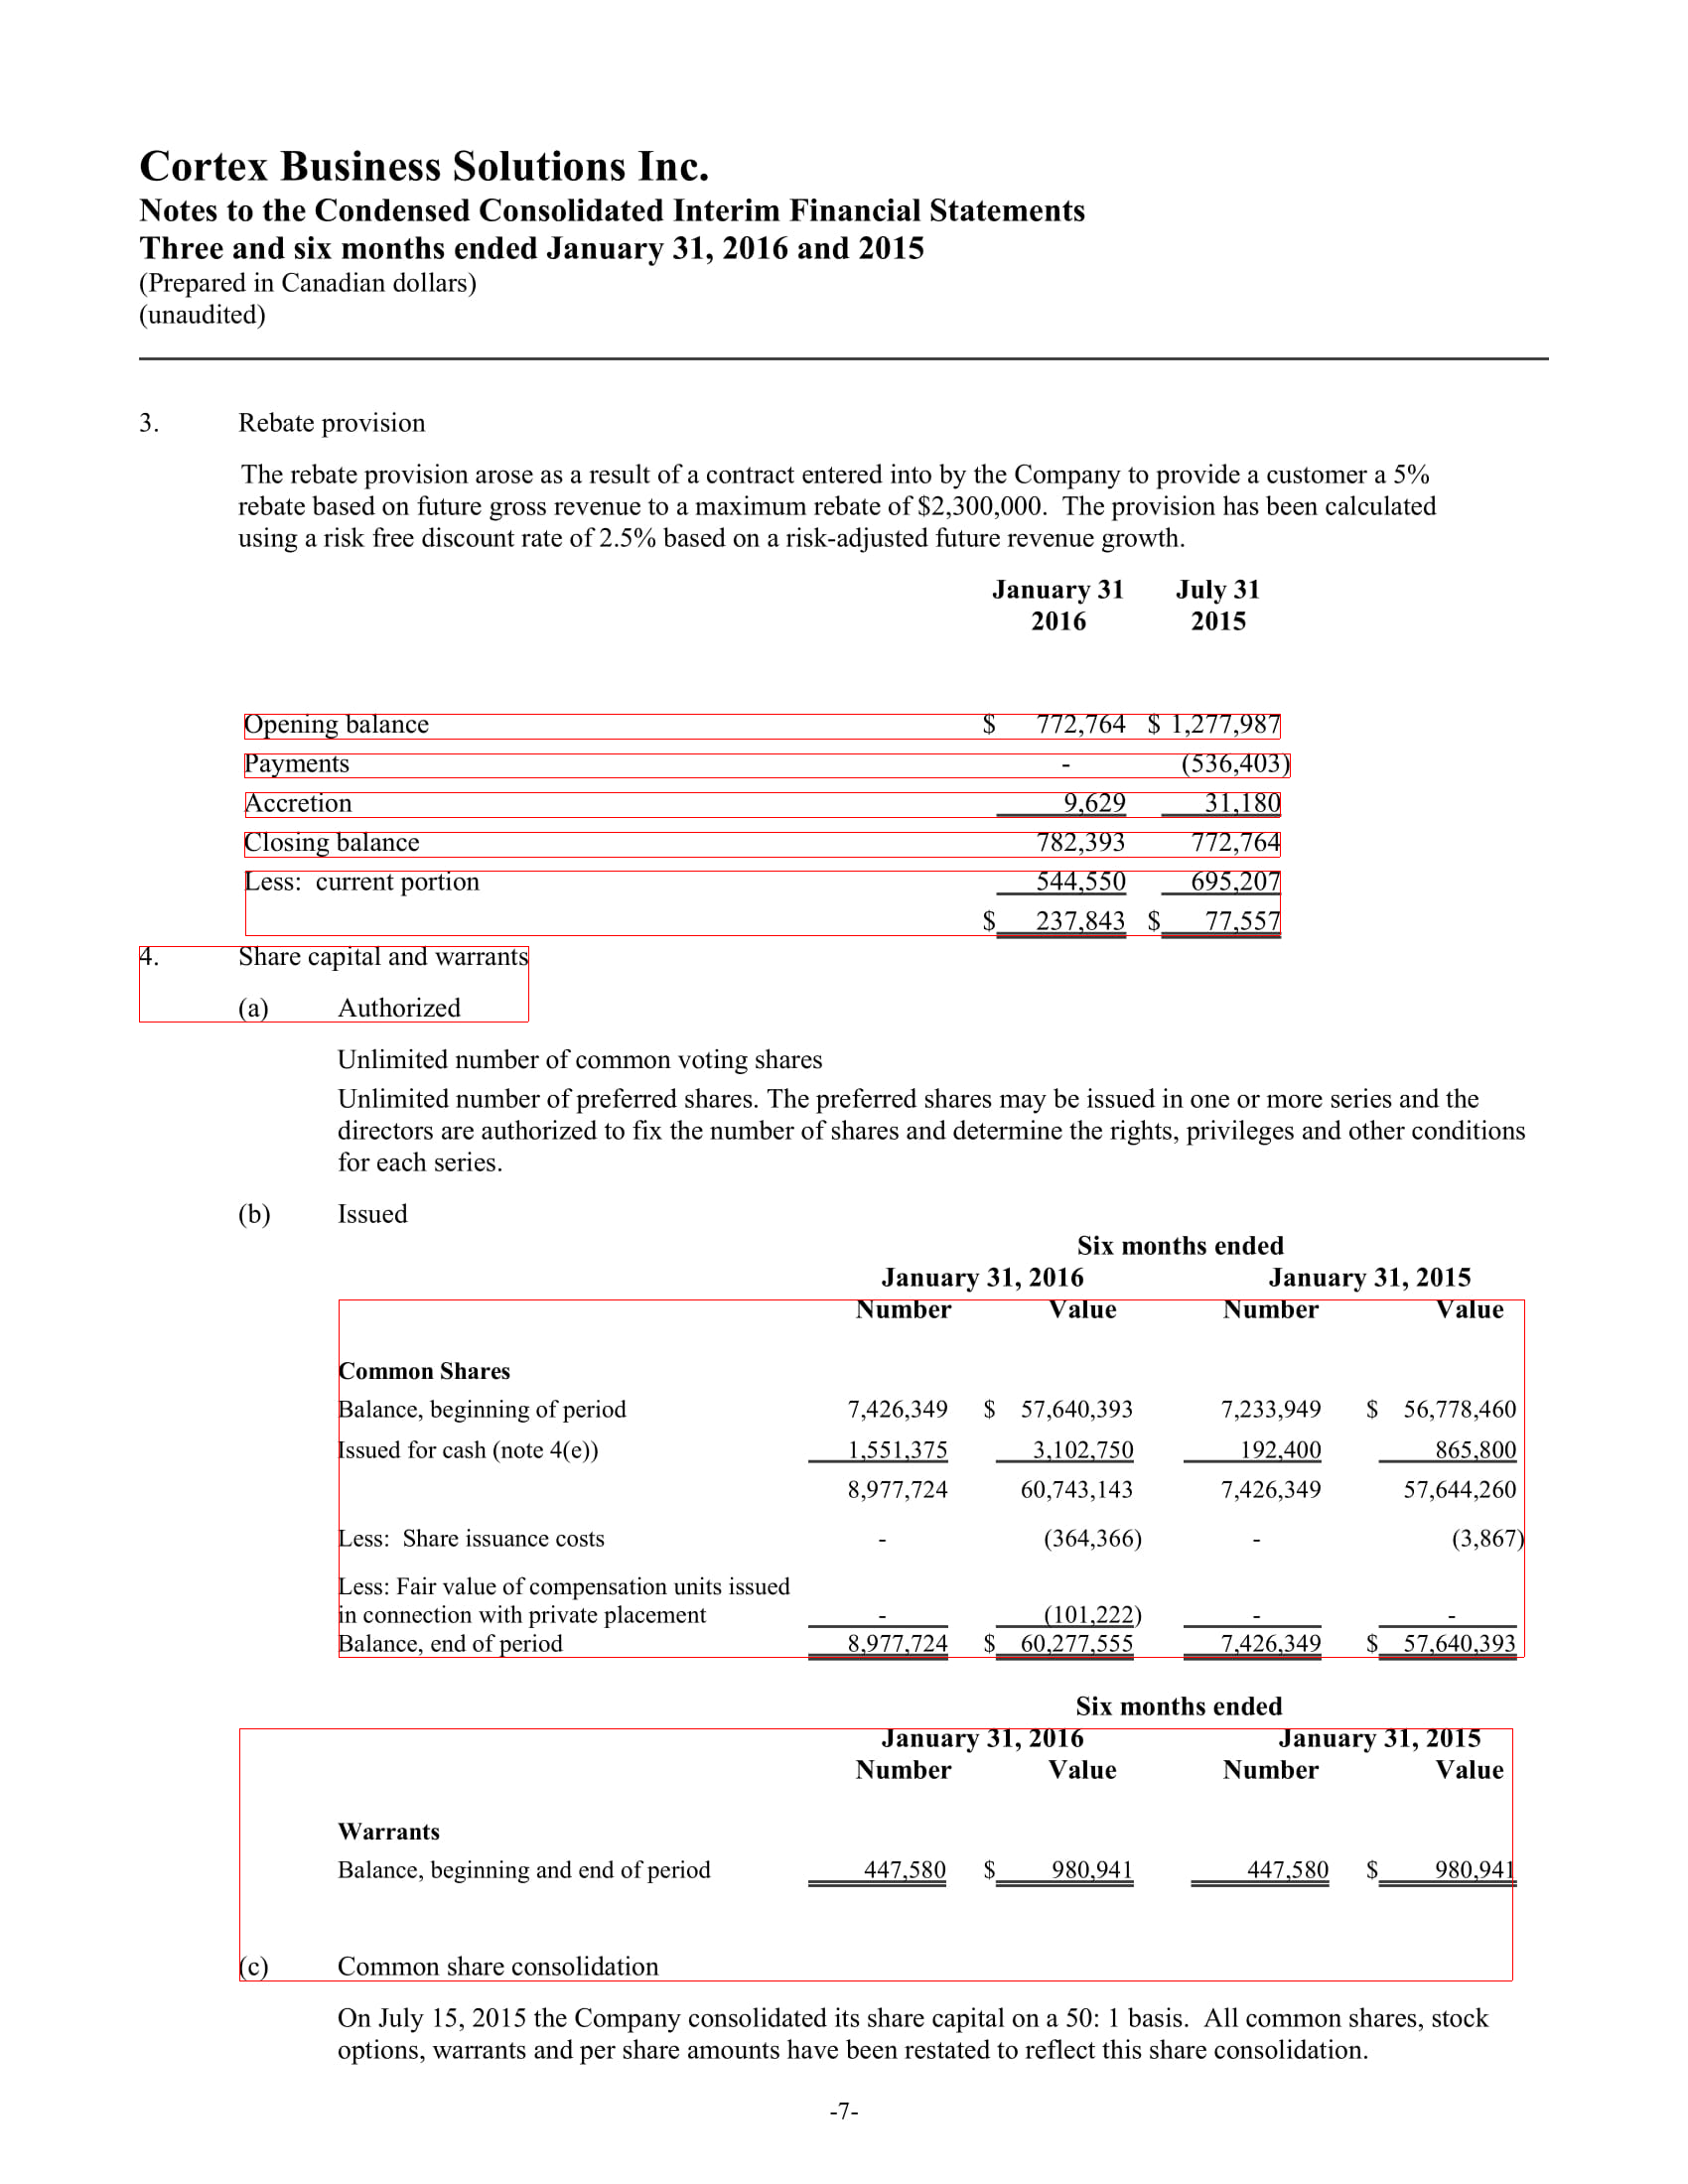 Cortex Business Solutions Inc.
Notes to the Condensed Consolidated Interim Financial Statements
Three and six months ended January 31, 2016 and 2015
(Prepared in Canadian dollars)
(unaudited)
3. Rebate provision
The rebate provision arose as a result of a contract entered into by the Company to provide a customer a 5%
rebate based on future gross revenue to a maximum rebate of $2,300,000. The provision has been calculated
using a risk free discount rate of 2.5% based on a risk-adjusted future revenue growth.
January 31 July 31
2016 2015
Opening balance $ 772,764 $ 1,277,987
Payments - (536,403)
Accretion 9,629 31,180
Closing balance 782,393 772,764
Less: current portion 544,550 695,207
$ 237,843 $ 77,557
4. Share capital and warrants
(a) Authorized
Unlimited number of common voting shares
Unlimited number of preferred shares. The preferred shares may be issued in one or more series and the
directors are authorized to fix the number of shares and determine the rights, privileges and other conditions
for each series.
(b) Issued
Six months ended
January 31, 2016 January 31, 2015
Number Value Number Value
Common Shares
Balance, beginning of period 7,426,349 $ 57,640,393 7,233,949 $ 56,778,460
Issued for cash (note 4(e)) 1,551,375 3,102,750 192,400 865,800
8,977,724 60,743,143 7,426,349 57,644,260
Less: Share issuance costs - (364,366) - (3,867)
Less: Fair value of compensation units issued
in connection with private placement - (101,222) - -
Balance, end of period 8,977,724 $ 60,277,555 7,426,349 $ 57,640,393
Six months ended
January 31, 2016 January 31, 2015
Number Value Number Value
Warrants
Balance, beginning and end of period 447,580 $ 980,941 447,580 $ 980,941
(c) Common share consolidation
On July 15, 2015 the Company consolidated its share capital on a 50: 1 basis. All common shares, stock
options, warrants and per share amounts have been restated to reflect this share consolidation.
-7-